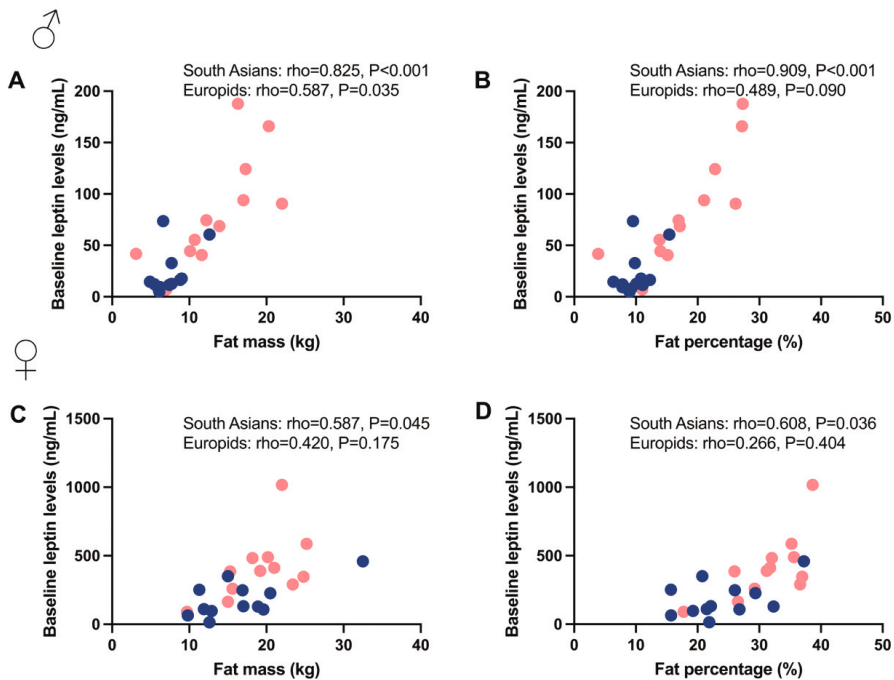 ♂
A
South Asians: rho=0.825, P<0.001
Europids: rho=0.587, P=0.035
Baseline leptin levels (ng/mL)
200
150
100
50
0
0 10 20 30 40
Fat mass (kg)
B
South Asians: rho=0.909, P<0.001
Europids: rho=0.489, P=0.090
Baseline leptin levels (ng/mL)
200
150
100
50
0
0 10 20 30 40 50
Fat percentage (%)
♀
C
South Asians: rho=0.587, P=0.045
Europids: rho=0.420, P=0.175
Baseline leptin levels (ng/mL)
1500
1000
500
0
0 10 20 30 40
Fat mass (kg)
D
South Asians: rho=0.608, P=0.036
Europids: rho=0.266, P=0.404
Baseline leptin levels (ng/mL)
1500
1000
500
0
0 10 20 30 40 50
Fat percentage (%)